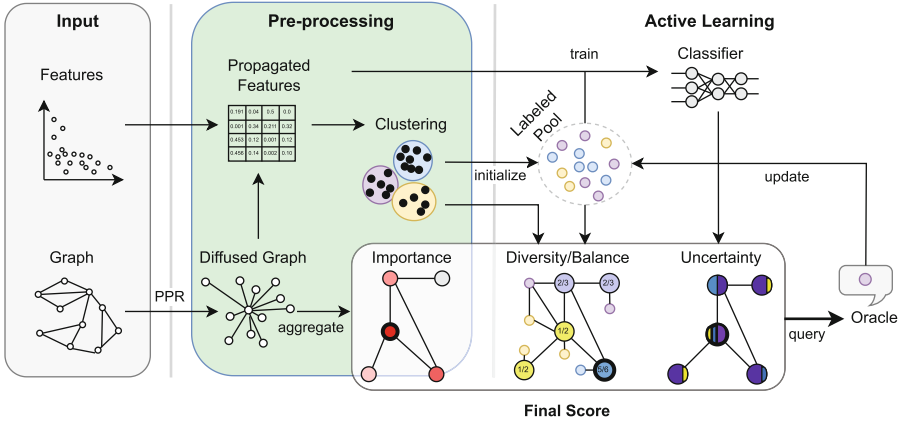 Input
Pre-processing
Active Learning
Features
Propagated
Features
0.191 0.04 0.5 0.0
0.001 0.34 0.211 0.32
0.453 0.12 0.001 0.12
0.456 0.14 0.002 0.10
Clustering
train
Classifier
Labeled
Pool
initialize
update
Graph
PPR
Diffused Graph
aggregate
Importance
Diversity/Balance
2/3
2/3
1/2
1/2
5/6
Uncertainty
query
Oracle
Final Score